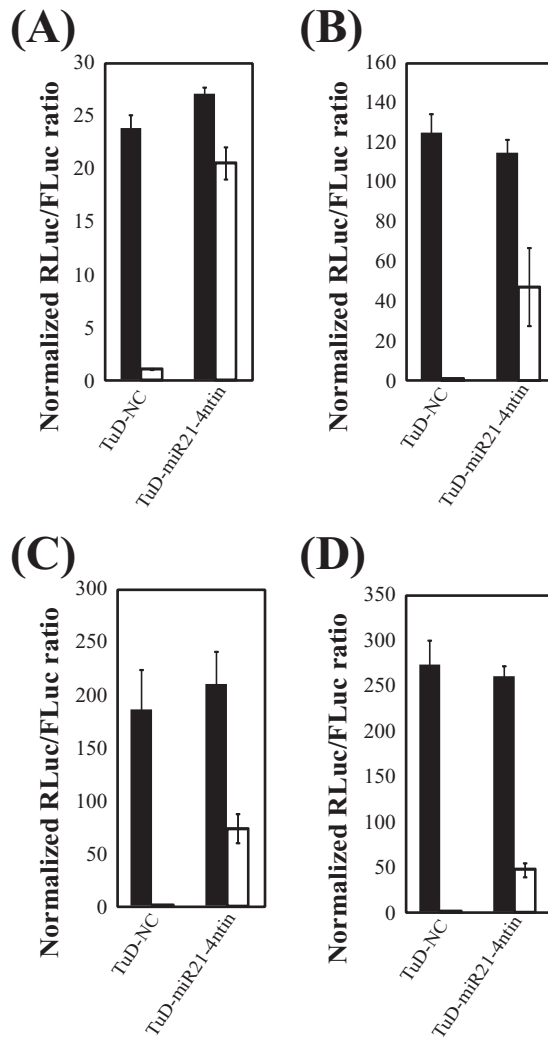 (A)
Normalized RLuc/FLuc ratio
30
25
20
15
10
5
0
TuD-NC
TuD-miR21-4ntin
(B)
Normalized RLuc/FLuc ratio
160
140
120
100
80
60
40
20
0
TuD-NC
TuD-miR21-4ntin
(C)
Normalized RLuc/FLuc ratio
300
250
200
150
100
50
0
TuD-NC
TuD-miR21-4ntin
(D)
Normalized RLuc/FLuc ratio
350
300
250
200
150
100
50
0
TuD-NC
TuD-miR21-4ntin